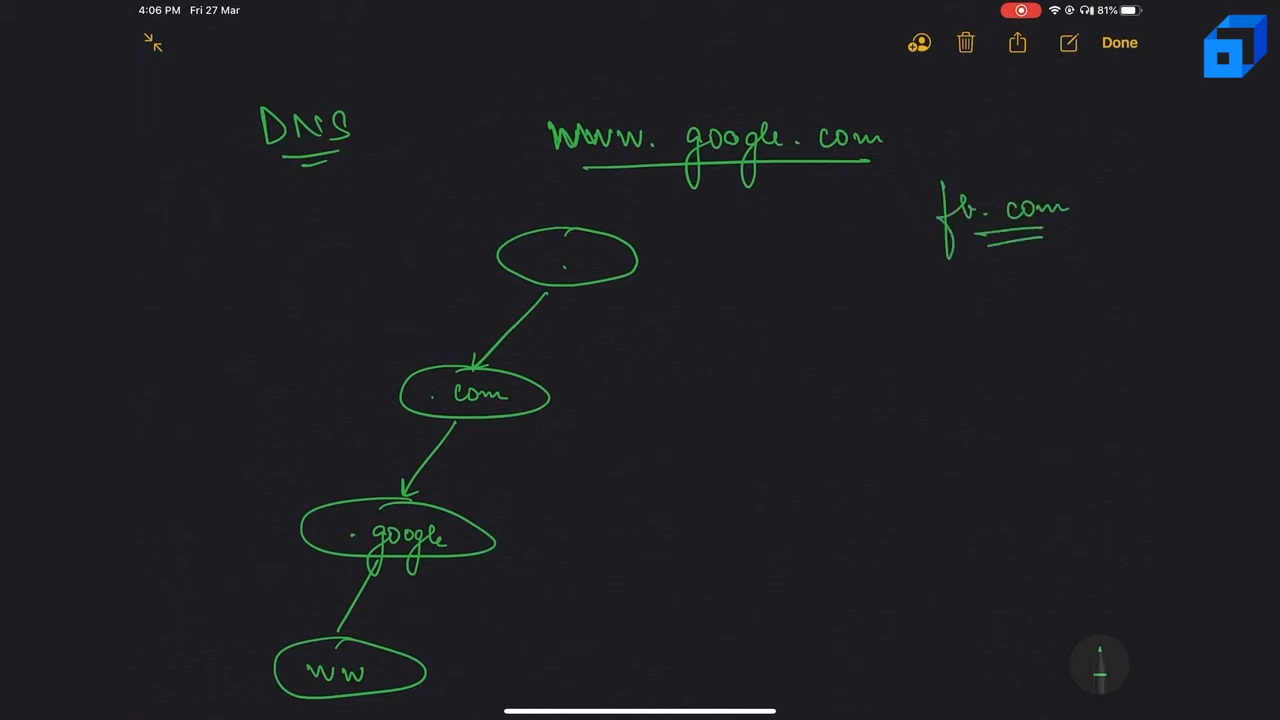 4:06 PM Fri 27 Mar
81%
Done
DNS
www. google. com
fb. com
.
. com
. google
ww